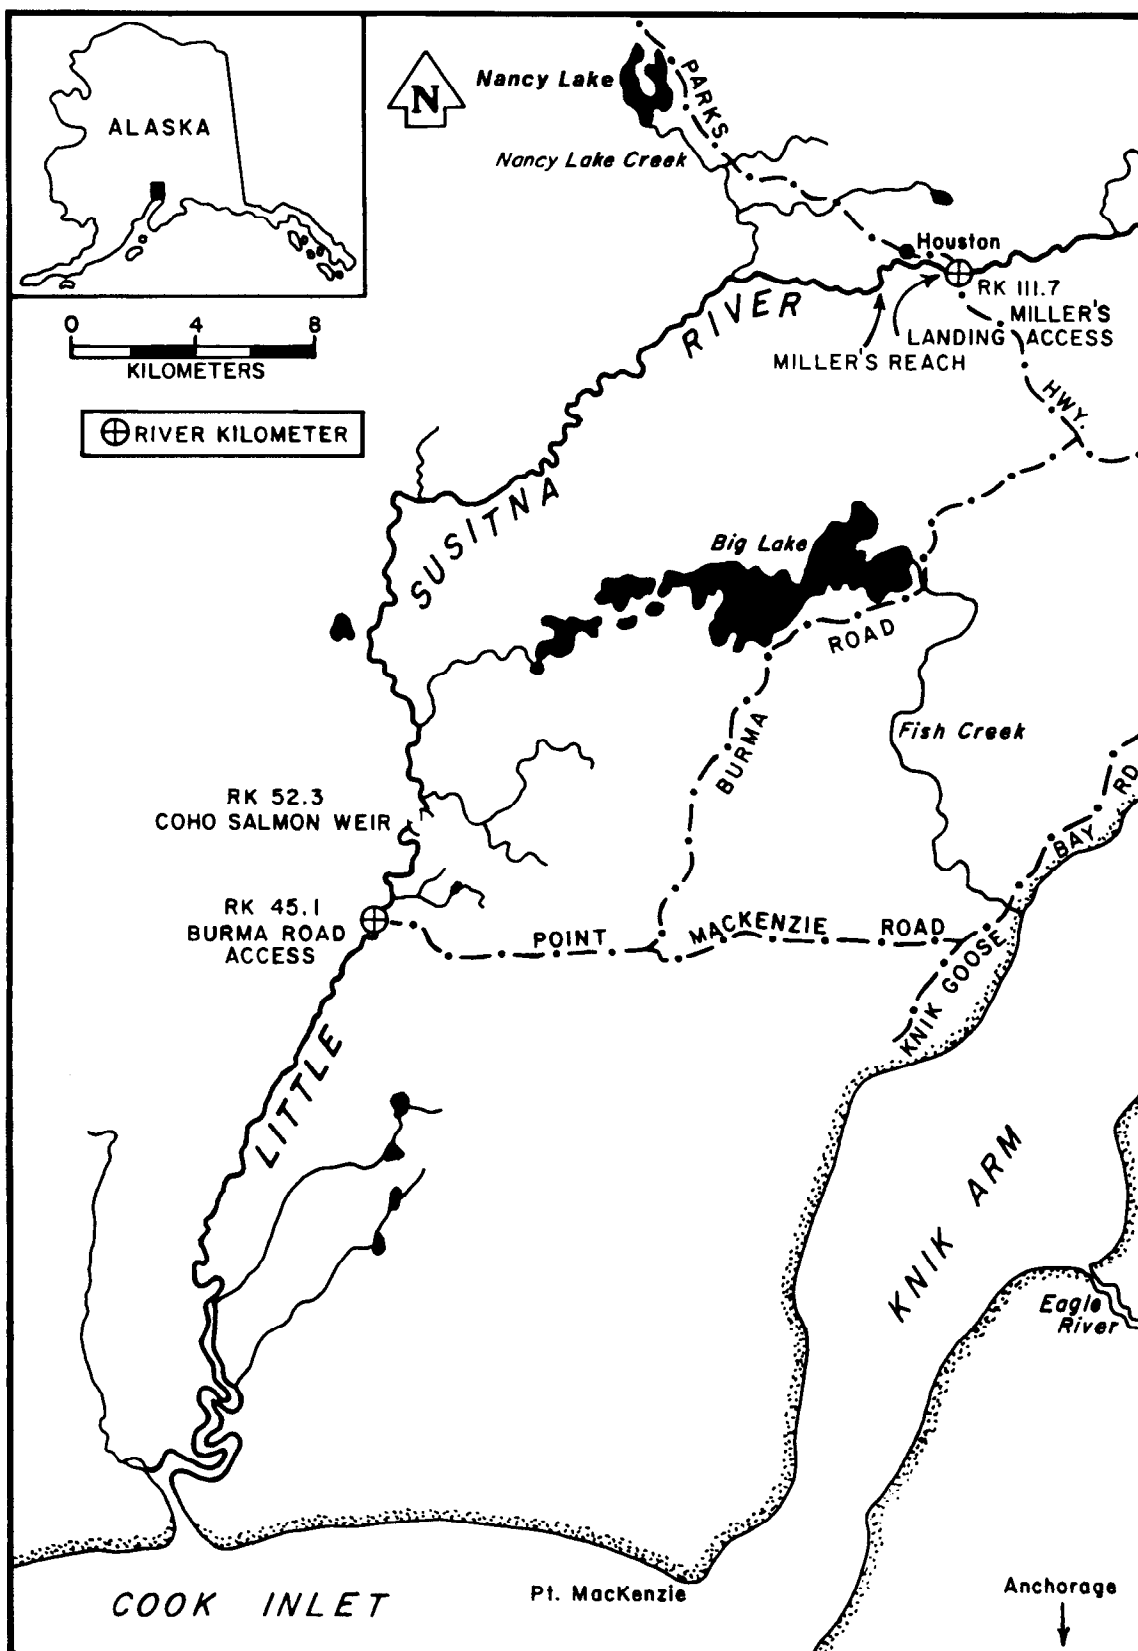 ALASKA
N
Nancy Lake
PARKS
Nancy Lake Creek
Houston
RK 111.7
MILLER'S
LANDING ACCESS
MILLER'S REACH
0 4 8
KILOMETERS
RIVER KILOMETER
RIVER
HWY.
SUSITNA
Big Lake
ROAD
BURMA
Fish Creek
RK 52.3
COHO SALMON WEIR
RD
BAY
RK 45.1
BURMA ROAD
ACCESS
POINT MACKENZIE ROAD
KNIK GOOSE
LITTLE
KNIK ARM
Eagle
River
COOK INLET
Pt. MacKenzie
Anchorage